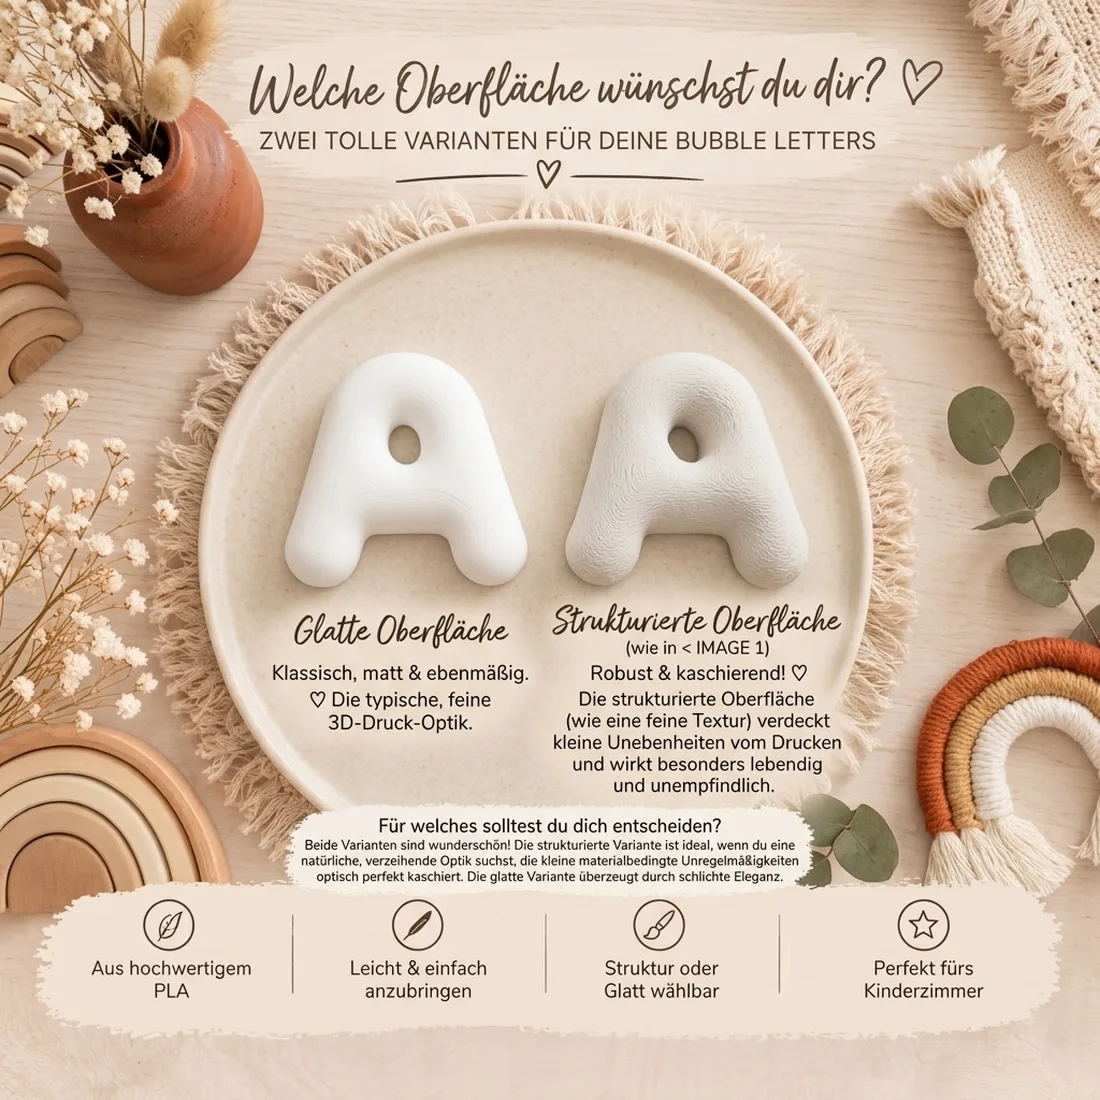 Welche Oberfläche wünschst du dir? ♡
ZWEI TOLLE VARIANTEN FÜR DEINE BUBBLE LETTERS
Glatte Oberfläche
Klassisch, matt & ebenmäßig.
♡ Die typische, feine
3D-Druck-Optik.
Strukturierte Oberfläche
(wie in < IMAGE 1)
Robust & kaschierend! ♡
Die strukturierte Oberfläche
(wie eine feine Textur) verdeckt
kleine Unebenheiten vom Drucken
und wirkt besonders lebendig
und unempfindlich.
Für welches solltest du dich entscheiden?
Beide Varianten sind wunderschön! Die strukturierte Variante ist ideal, wenn du eine
natürliche, verzeihende Optik suchst, die kleine materialbedingte Unregelmäßigkeiten
optisch perfekt kaschiert. Die glatte Variante überzeugt durch schlichte Eleganz.
Aus hochwertigem
PLA
Leicht & einfach
anzubringen
Struktur oder
Glatt wählbar
Perfekt fürs
Kinderzimmer